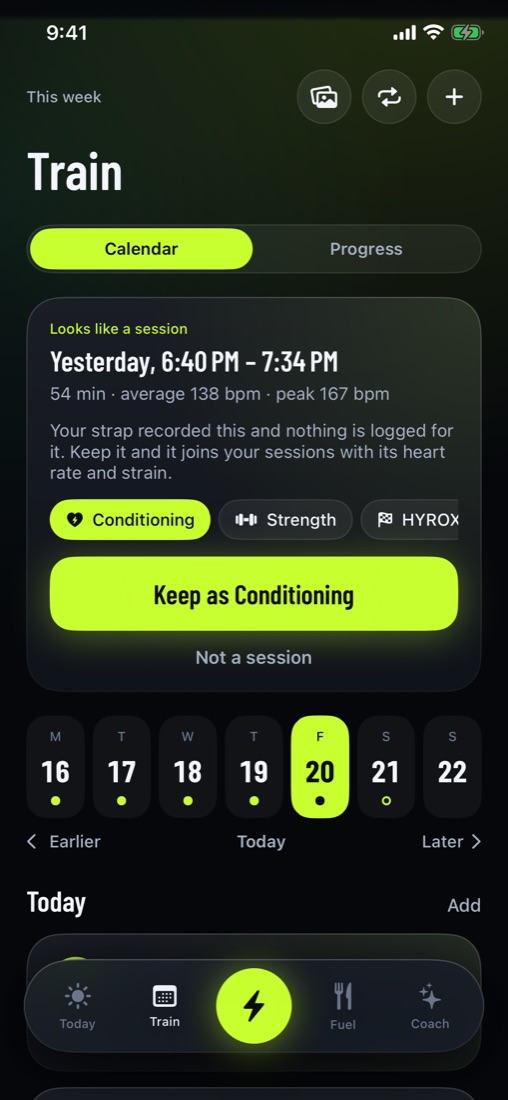 9:41
This week
Train
Calendar
Progress
Looks like a session
Yesterday, 6:40 PM – 7:34 PM
54 min · average 138 bpm · peak 167 bpm
Your strap recorded this and nothing is logged for
it. Keep it and it joins your sessions with its heart
rate and strain.
Conditioning
Strength
HYROX
Keep as Conditioning
Not a session
M T W T F S S
16 17 18 19 20 21 22
Earlier
Today
Later
Today
Add
Today
Train
Fuel
Coach